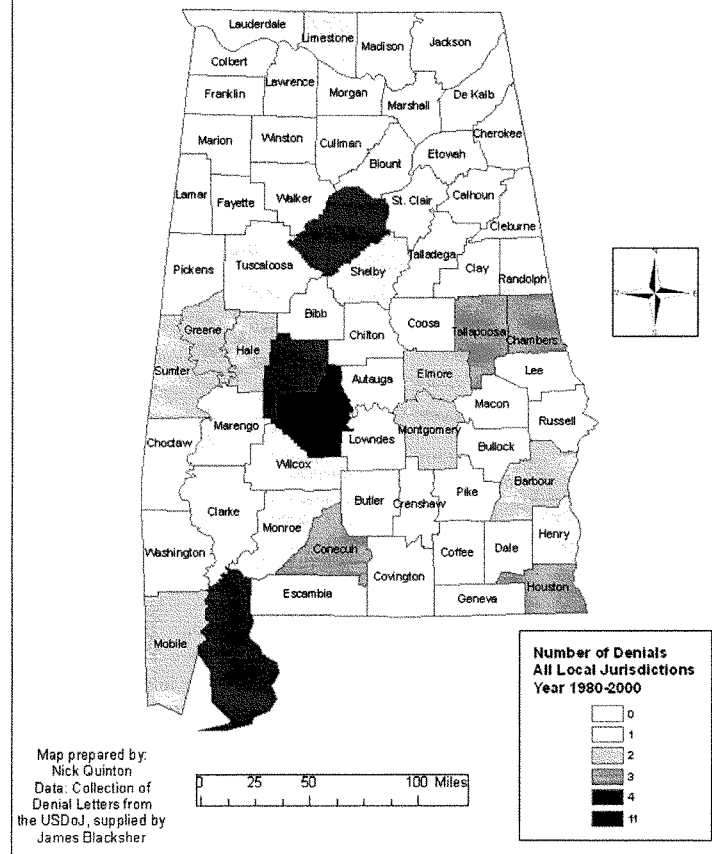 Lauderdale
Limestone
Madison
Jackson
Colbert
Lawrence
Franklin
Morgan
Marshall
De Kalb
Cherokee
Marion
Winston
Cullman
Blount
Etowah
Lamar
Fayette
Walker
St. Clair
Calhoun
Cleburne
Pickens
Tuscaloosa
Shelby
Talladega
Clay
Randolph
Bibb
Chilton
Coosa
Tallapoosa
Chambers
Greene
Hale
Sumter
Autauga
Elmore
Lee
Macon
Russell
Marengo
Montgomery
Choctaw
Lowndes
Bullock
Wilcox
Barbour
Clarke
Butler
Crenshaw
Pike
Monroe
Washington
Conecuh
Coffee
Dale
Henry
Covington
Escambia
Geneva
Houston
Mobile
Number of Denials
All Local Jurisdictions
Year 1980-2000
0
1
2
3
4
11
Map prepared by:
Nick Quinton
Data: Collection of
Denial Letters from
the USDoJ, supplied by
James Blacksher
0 25 50 100 Miles